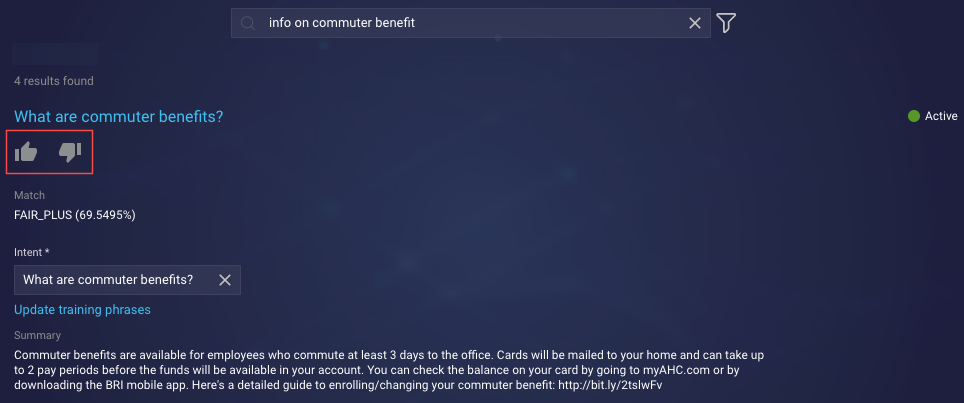 info on commuter benefit
4 results found
What are commuter benefits?
Active
Match
FAIR_PLUS (69.5495%)
Intent *
What are commuter benefits?
Update training phrases
Summary
Commuter benefits are available for employees who commute at least 3 days to the office. Cards will be mailed to your home and can take up
to 2 pay periods before the funds will be available in your account. You can check the balance on your card by going to myAHC.com or by
downloading the BRI mobile app. Here's a detailed guide to enrolling/changing your commuter benefit: http://bit.ly/2tslwFv